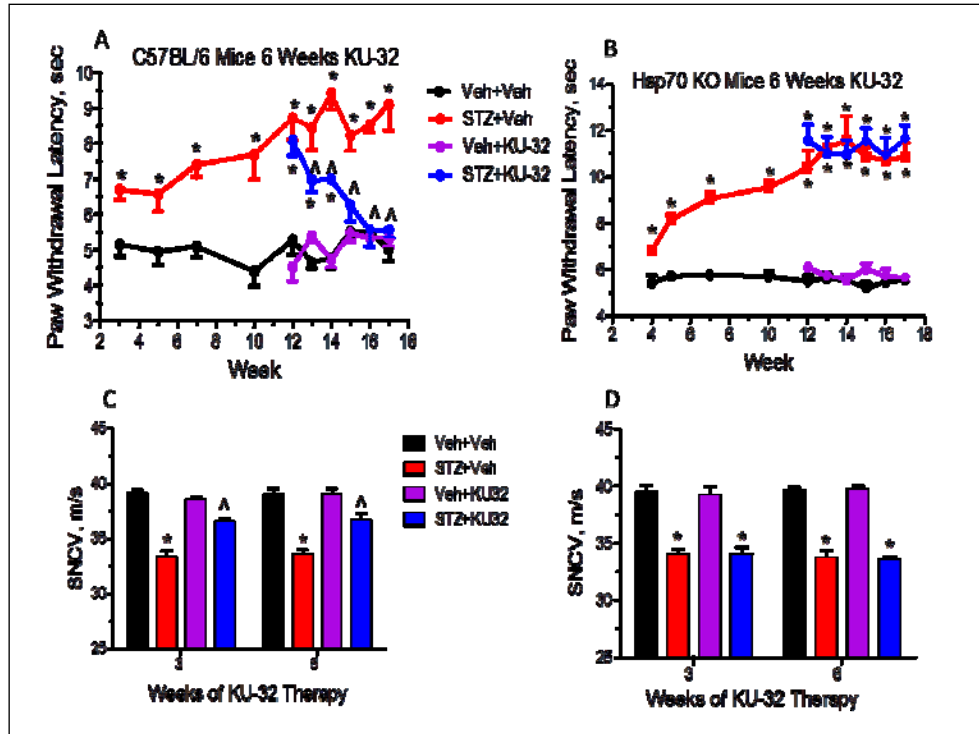 A
C57BL/6 Mice 6 Weeks KU-32
Paw Withdrawal Latency, sec
10
9
8
7
6
5
4
3
2 4 6 8 10 12 14 16 18
Week
Veh+Veh
STZ+Veh
Veh+KU-32
STZ+KU-32
B
Hsp70 KO Mice 6 Weeks KU-32
Paw Withdrawal Latency, sec
14
12
10
8
6
4
2 4 6 8 10 12 14 16 18
Week
C
SNCV, m/s
45
40
35
30
25
* ^ * ^
6
Weeks of KU-32 Therapy
Veh+Veh
STZ+Veh
Veh+KU32
STZ+KU32
D
SNCV, m/s
45
40
35
30
25
* * * *
3 6
Weeks of KU-32 Therapy